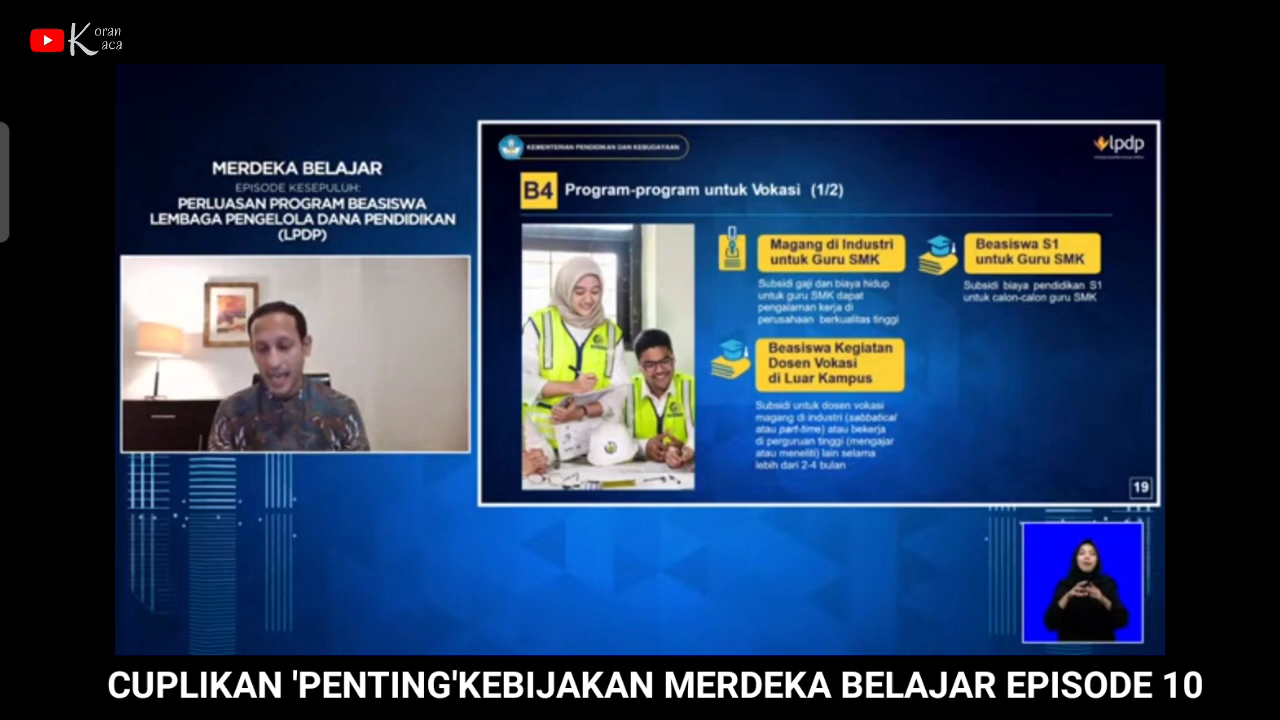 Koran
Kaca
MERDEKA BELAJAR
EPISODE KESEPULUH:
PERLUASAN PROGRAM BEASISWA
LEMBAGA PENGELOLA DANA PENDIDIKAN
(LPDP)
KEMENTERIAN PENDIDIKAN DAN KEBUDAYAAN
lpdp
B4
Program-program untuk Vokasi (1/2)
Magang di Industri
untuk Guru SMK
Subsidi gaji dan biaya hidup
untuk guru SMK dapat
pengalaman kerja di
perusahaan berkualitas tinggi
Beasiswa S1
untuk Guru SMK
Subsidi biaya pendidikan S1
untuk calon-calon guru SMK
Beasiswa Kegiatan
Dosen Vokasi
di Luar Kampus
Subsidi untuk dosen vokasi
magang di industri (sabbatical
atau part-time) atau bekerja
di perguruan tinggi (mengajar
atau meneliti) lain selama
lebih dari 2-4 bulan
19
CUPLIKAN 'PENTING'KEBIJAKAN MERDEKA BELAJAR EPISODE 10